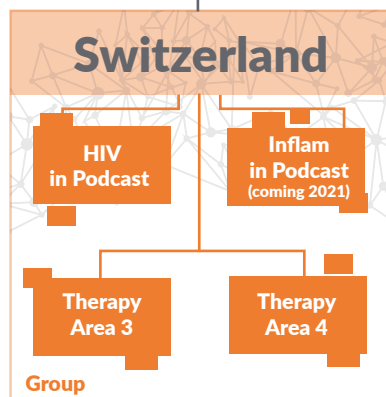 Switzerland
HIV
in Podcast
Inflam
in Podcast
(coming 2021)
Therapy
Area 3
Therapy
Area 4
Group